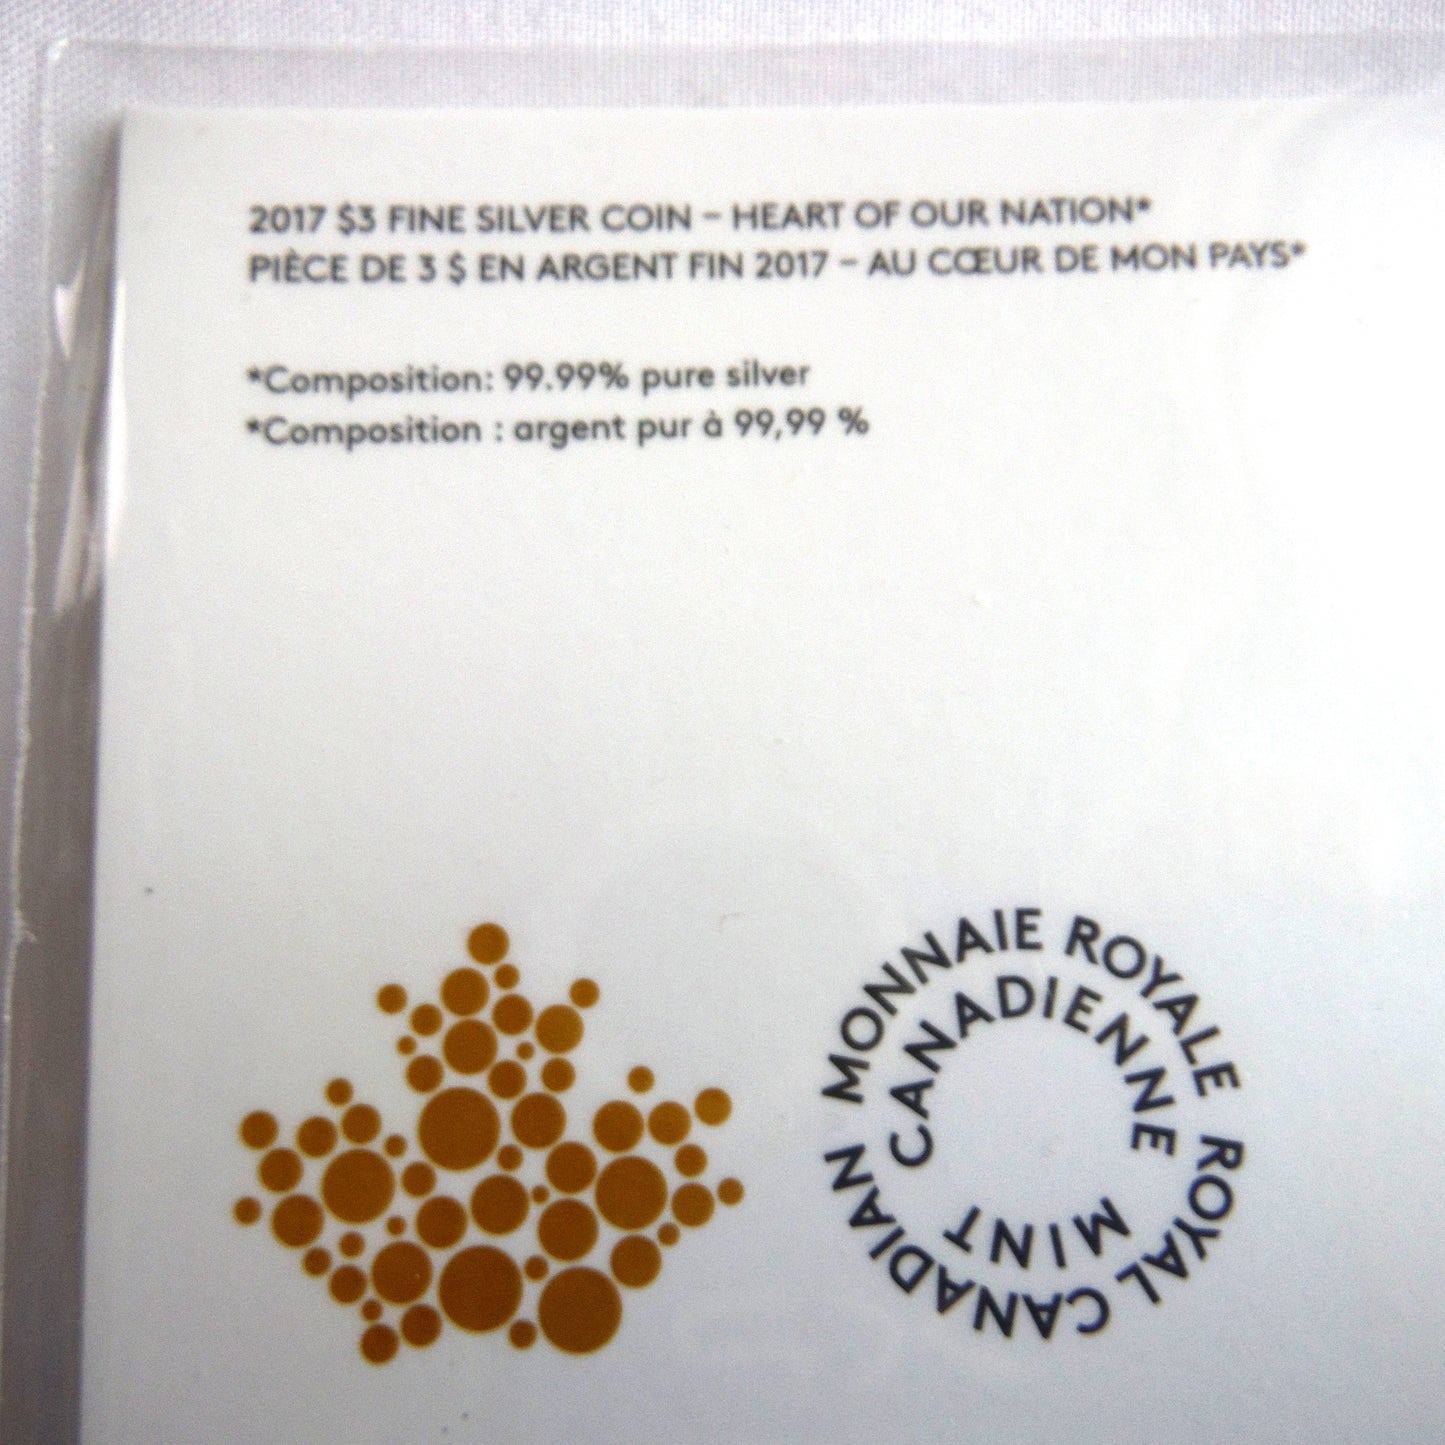 2017 $3 FINE SILVER COIN – HEART OF OUR NATION*
PIÈCE DE 3 $ EN ARGENT FIN 2017 – AU CŒUR DE MON PAYS*
*Composition: 99.99% pure silver
*Composition : argent pur à 99,99 %
MONNAIE ROYALE
CANADIENNE
ROYAL CANADIAN
MINT